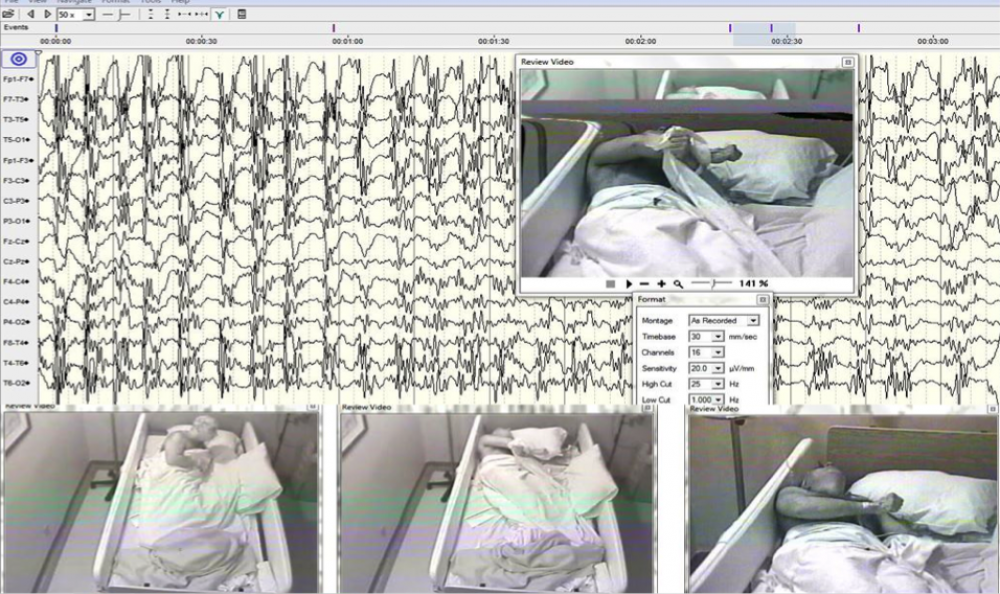 File View Navigate Format Tools Help
50 x
Events
00:00:00 00:00:30 00:01:00 00:01:30 00:02:00 00:02:30 00:03:00
Review Video
Fp1-F7
F7-T3
T3-T5
T5-O1
Fp1-F3
F3-C3
C3-P3
P3-O1
Fz-Cz
Cz-Pz
F4-C4
C4-P4
P4-O2
F8-T4
T4-T6
T6-O2
141 %
Format
Montage As Recorded
Timebase 30 mm/sec
Channels 16
Sensitivity 20.0 µV/mm
High Cut 25 Hz
Low Cut 1.000 Hz
Review Video
Review Video
Review Video